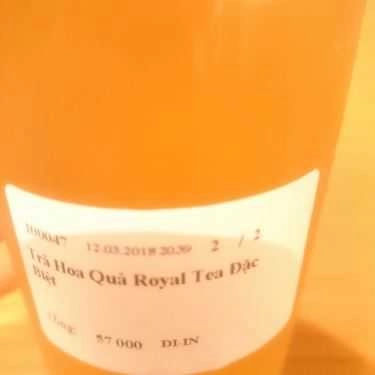 100047 12.03.2018 20:39 2 / 2
Trà Hoa Quả Royal Tea Đặc
Biệt
57 000 DI-IN